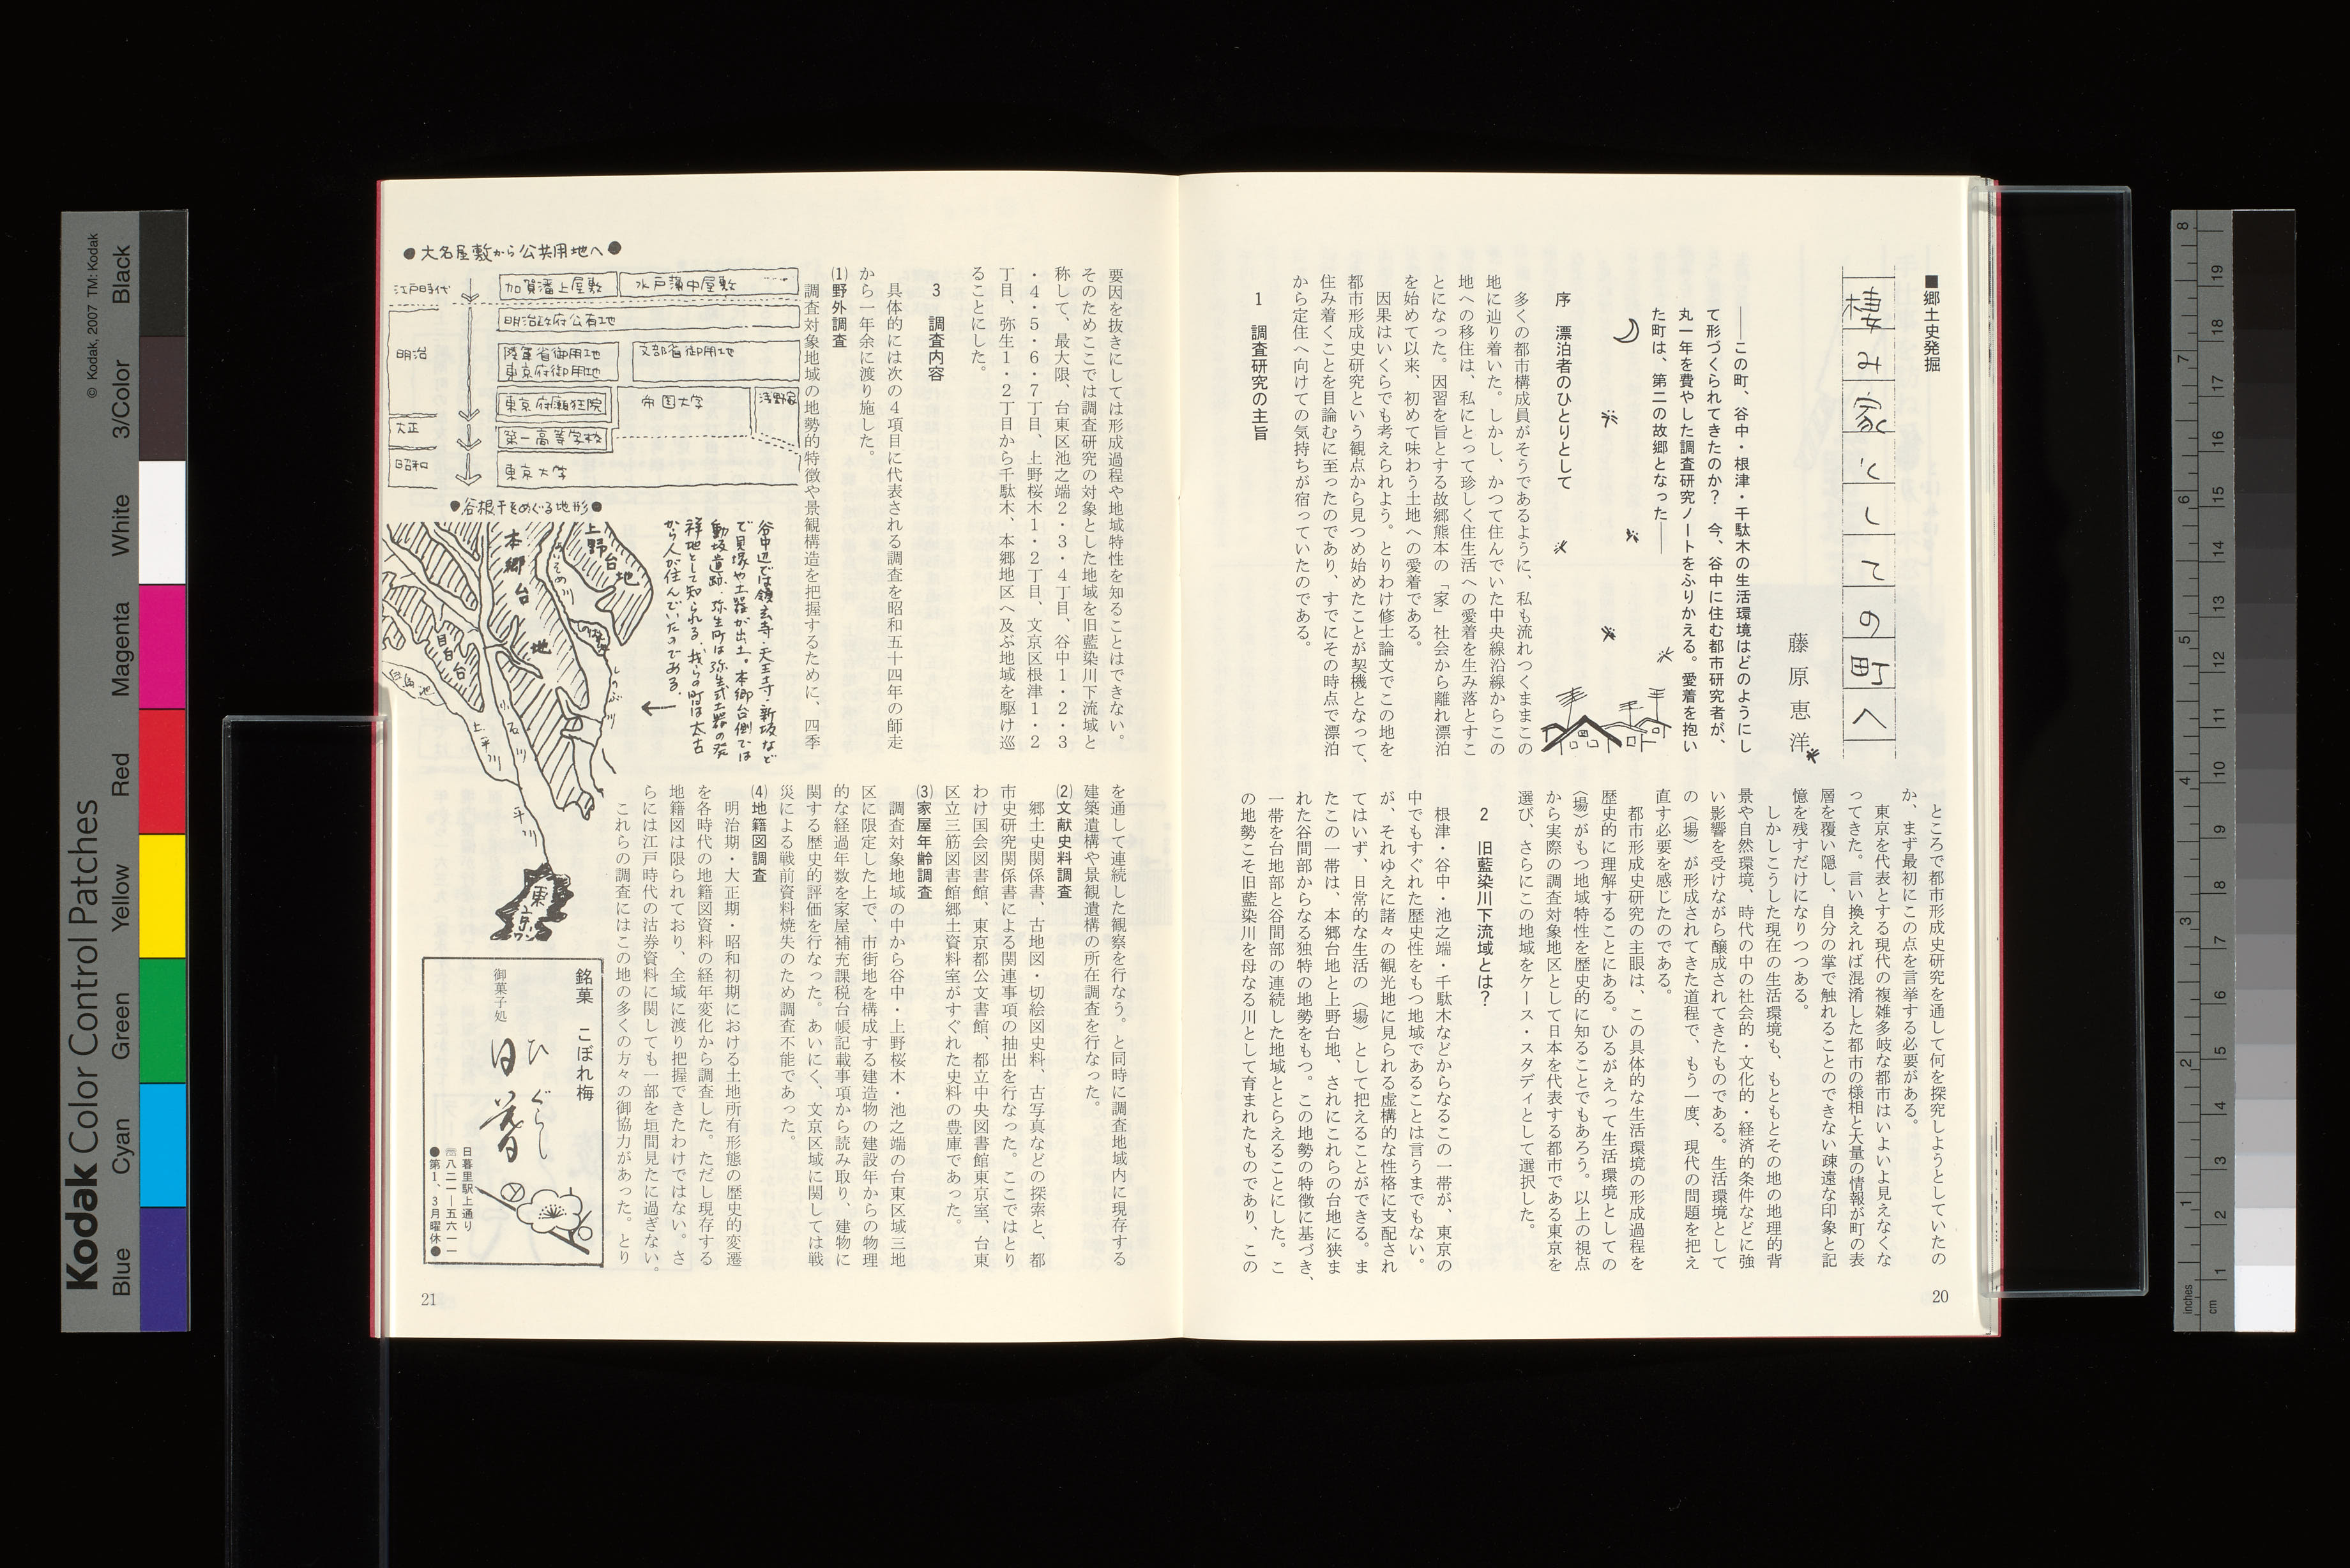 ■郷土史発掘
棲み家としての町へ
藤原恵洋
――この町、谷中・根津・千駄木の生活環境はどのようにし
て形づくられてきたのか?　今、谷中に住む都市研究者が、
丸一年を費やした調査研究ノートをふりかえる。愛着を抱い
た町は、第二の故郷となった――
序　漂泊者のひとりとして
多くの都市構成員がそうであるように、私も流れつくままこの
地に辿り着いた。しかし、かつて住んでいた中央線沿線からこの
地への移住は、私にとって珍しく住生活への愛着を生み落とすこ
とになった。因習を旨とする故郷熊本の「家」社会から離れ漂泊
を始めて以来、初めて味わう土地への愛着である。
因果はいくらでも考えられよう。とりわけ修士論文でこの地を
都市形成史研究という観点から見つめ始めたことが契機となって、
住み着くことを目論むに至ったのであり、すでにその時点で漂泊
から定住へ向けての気持ちが宿っていたのである。
1　調査研究の主旨
ところで都市形成史研究を通して何を探究しようとしていたの
か、まず最初にこの点を言挙する必要がある。
東京を代表とする現代の複雑多岐な都市はいよいよ見えなくな
ってきた。言い換えれば混淆した都市の様相と大量の情報が町の表
層を覆い隠し、自分の掌で触れることのできない疎遠な印象と記
憶を残すだけになりつつある。
しかしこうした現在の生活環境も、もともとその地の地理的背
景や自然環境、時代の中の社会的・文化的・経済的条件などに強
い影響を受けながら醸成されてきたものである。生活環境として
の〈場〉が形成されてきた道程で、もう一度、現代の問題を把え
直す必要を感じたのである。
都市形成史研究の主眼は、この具体的な生活環境の形成過程を
歴史的に理解することにある。ひるがえって生活環境としての
〈場〉がもつ地域特性を歴史的に知ることでもあろう。以上の視点
から実際の調査対象地区として日本を代表する都市である東京を
選び、さらにこの地域をケース・スタディとして選択した。
2　旧藍染川下流域とは?
根津・谷中・池之端・千駄木などからなるこの一帯が、東京の
中でもすぐれた歴史性をもつ地域であることは言うまでもない。
が、それゆえに諸々の観光地に見られる虚構的な性格に支配され
てはいず、日常的な生活の〈場〉として把えることができる。ま
たこの一帯は、本郷台地と上野台地、されにこれらの台地に狭ま
れた谷間部からなる独特の地勢をもつ。この地勢の特徴に基づき、
一帯を台地部と谷間部の連続した地域ととらえることにした。こ
の地勢こそ旧藍染川を母なる川として育まれたものであり、この
20
要因を抜きにしては形成過程や地域特性を知ることはできない。
そのためここでは調査研究の対象とした地域を旧藍染川下流域と
称して、最大限、台東区池之端2・3・4丁目、谷中1・2・3
・4・5・6・7丁目、上野桜木1・2丁目、文京区根津1・2
丁目、弥生1・2丁目から千駄木、本郷地区へ及ぶ地域を駆け巡
ることにした。
3　調査内容
具体的には次の4項目に代表される調査を昭和五十四年の師走
から一年余に渡り施した。
(1)野外調査
調査対象地域の地勢的特徴や景観構造を把握するために、四季
●大名屋敷から公共用地へ●
江戸時代
加賀藩上屋敷
水戸藩中屋敷
明治
明治政府公有地
陸軍省御用地
東京府御用地
文部省御用地
東京府癲狂院
帝国大学
浅野家
大正
第一高等学校
昭和
東京大学
●谷根千をめぐる地形●
谷中辺では領玄寺・天王寺・新坂など
で貝塚や土器が出土。本郷台側では
動坂遺跡・弥生町は弥生式土器の発
祥地として知られる。我らの町は太古
から人が住んでいたのである。
上野台地
本郷台地
目白台
あいそめ川
しのぶ川
小石川
上平川
平川
東京ワン
を通して連続した観察を行なう。と同時に調査地域内に現存する
建築遺構や景観遺構の所在調査を行なった。
(2)文献史料調査
郷土史関係書、古地図・切絵図史料、古写真などの探索と、都
市史研究関係書による関連事項の抽出を行なった。ここではとり
わけ国会図書館、東京都公文書館、都立中央図書館東京室、台東
区立三筋図書館郷土資料室がすぐれた史料の豊庫であった。
(3)家屋年齢調査
調査対象地域の中から谷中・上野桜木・池之端の台東区域三地
区に限定した上で、市街地を構成する建造物の建設年からの物理
的な経過年数を家屋補充課税台帳記載事項から読み取り、建物に
関する歴史的評価を行なった。あいにく、文京区域に関しては戦
災による戦前資料焼失のため調査不能であった。
(4)地籍図調査
明治期・大正期・昭和初期における土地所有形態の歴史的変遷
を各時代の地籍図資料の経年変化から調査した。ただし現存する
地籍図は限られており、全域に渡り把握できたわけではない。さ
らには江戸時代の沽券資料に関しても一部を垣間見たに過ぎない。
これらの調査にはこの地の多くの方々の御協力があった。とり
銘菓　こぼれ梅
御菓子処
ひぐらし
日暮
日暮里駅上通り
☎八二一―五六一一
●第1、3月曜休●
21
Kodak Color Control Patches
© Kodak, 2007 TM: Kodak
Blue Cyan Green Yellow Red Magenta White 3/Color Black
inches 1 2 3 4 5 6 7 8
cm 1 2 3 4 5 6 7 8 9 10 11 12 13 14 15 16 17 18 19